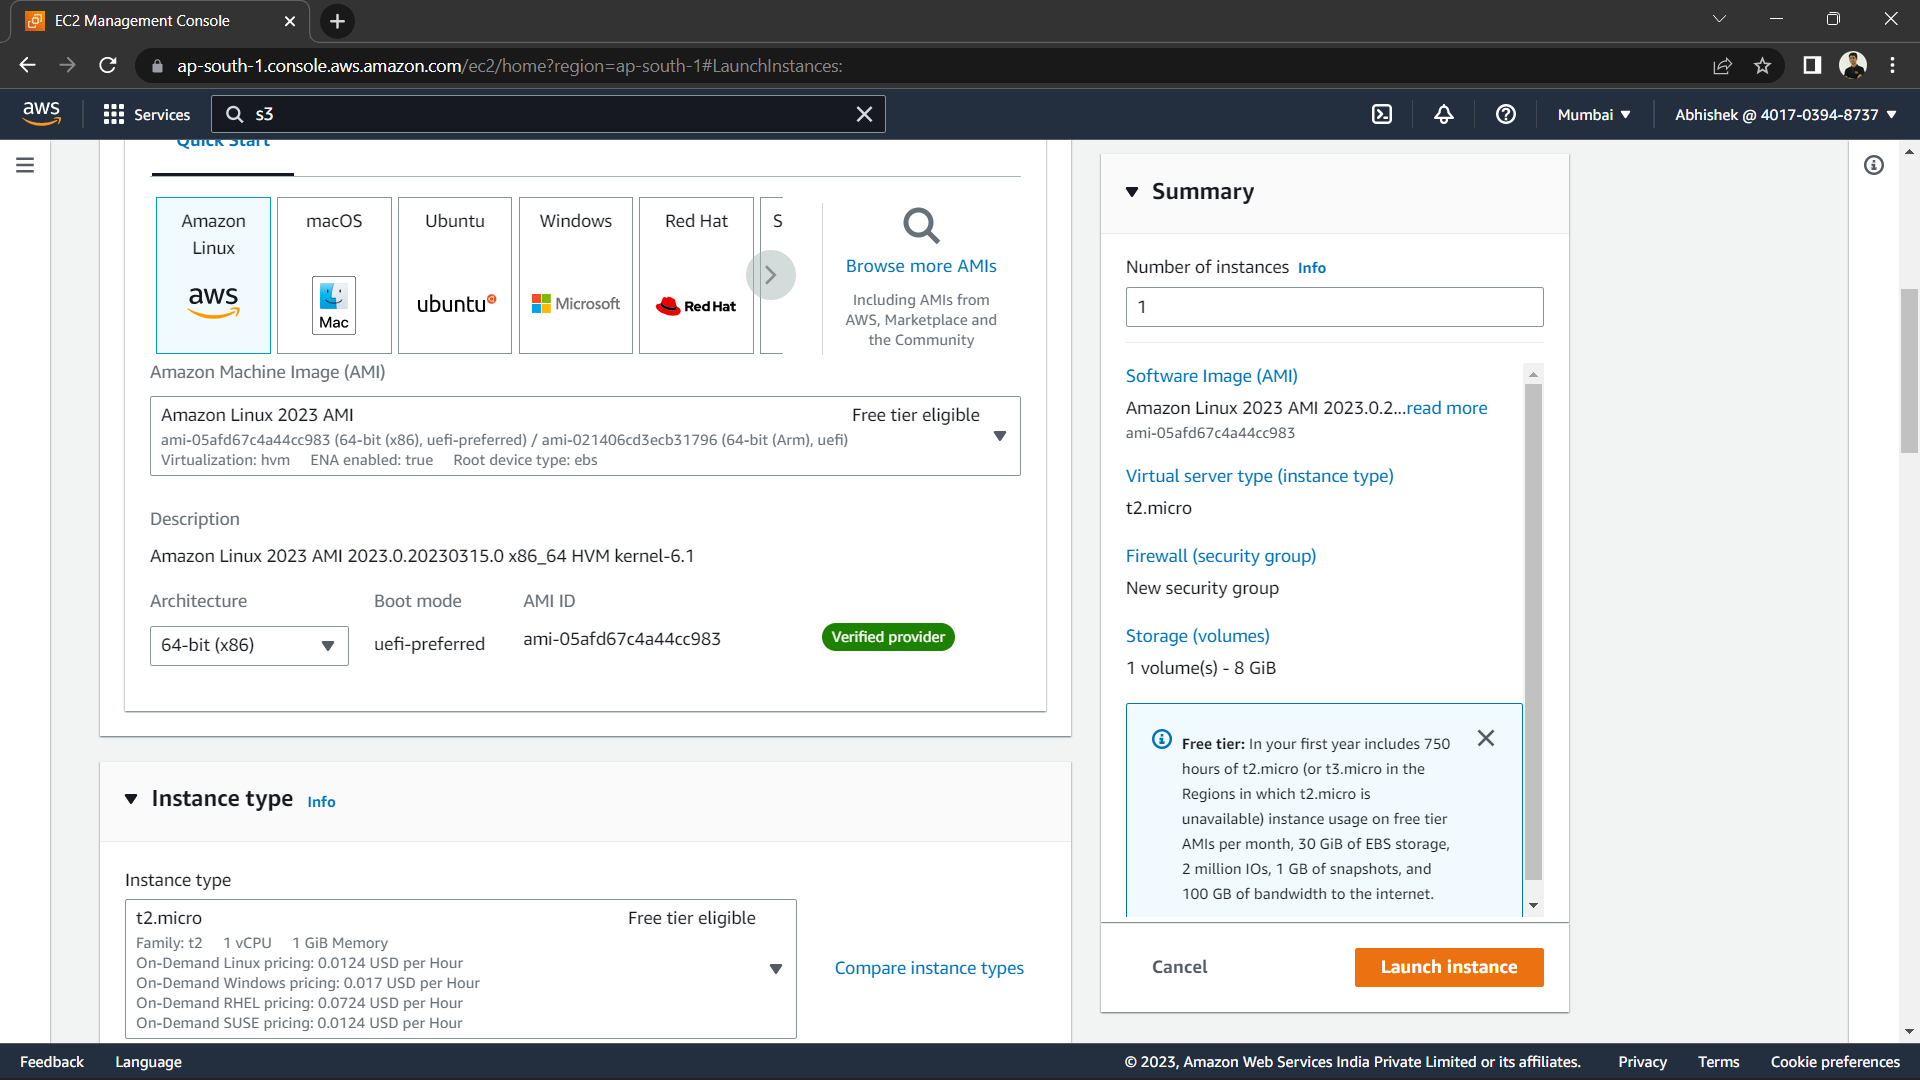 EC2 Management Console
ap-south-1.console.aws.amazon.com/ec2/home?region=ap-south-1#LaunchInstances:
aws Services s3 Mumbai Abhishek @ 4017-0394-8737
Quick Start
Amazon Linux
aws
macOS
Mac
Ubuntu
ubuntu
Windows
Microsoft
Red Hat
Red Hat
S
Browse more AMIs
Including AMIs from
AWS, Marketplace and
the Community
Amazon Machine Image (AMI)
Amazon Linux 2023 AMI Free tier eligible
ami-05afd67c4a44cc983 (64-bit (x86), uefi-preferred) / ami-021406cd3ecb31796 (64-bit (Arm), uefi)
Virtualization: hvm ENA enabled: true Root device type: ebs
Description
Amazon Linux 2023 AMI 2023.0.20230315.0 x86_64 HVM kernel-6.1
Architecture Boot mode AMI ID
64-bit (x86) uefi-preferred ami-05afd67c4a44cc983 Verified provider
Instance type Info
Instance type
t2.micro Free tier eligible
Family: t2 1 vCPU 1 GiB Memory
On-Demand Linux pricing: 0.0124 USD per Hour
On-Demand Windows pricing: 0.017 USD per Hour
On-Demand RHEL pricing: 0.0724 USD per Hour
On-Demand SUSE pricing: 0.0124 USD per Hour
Compare instance types
Summary
Number of instances Info
1
Software Image (AMI)
Amazon Linux 2023 AMI 2023.0.2...read more
ami-05afd67c4a44cc983
Virtual server type (instance type)
t2.micro
Firewall (security group)
New security group
Storage (volumes)
1 volume(s) - 8 GiB
Free tier: In your first year includes 750
hours of t2.micro (or t3.micro in the
Regions in which t2.micro is
unavailable) instance usage on free tier
AMIs per month, 30 GiB of EBS storage,
2 million IOs, 1 GB of snapshots, and
100 GB of bandwidth to the internet.
Cancel Launch instance
Feedback Language © 2023, Amazon Web Services India Private Limited or its affiliates. Privacy Terms Cookie preferences